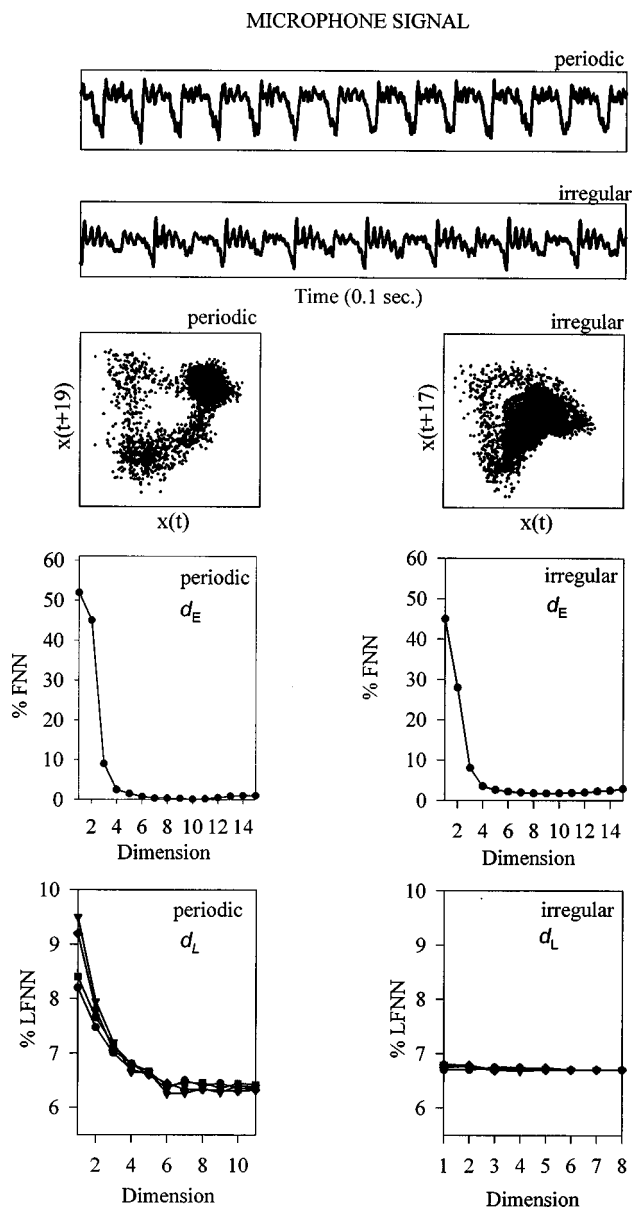 MICROPHONE SIGNAL
periodic
irregular
Time (0.1 sec.)
periodic
x(t+19)
x(t)
irregular
x(t+17)
x(t)
periodic
d_E
% FNN
60
50
40
30
20
10
0
2 4 6 8 10 12 14
Dimension
irregular
d_E
% FNN
60
50
40
30
20
10
0
2 4 6 8 10 12 14
Dimension
periodic
d_L
% LFNN
10
9
8
7
6
2 4 6 8 10
Dimension
irregular
d_L
% LFNN
10
9
8
7
6
1 2 3 4 5 6 7 8
Dimension